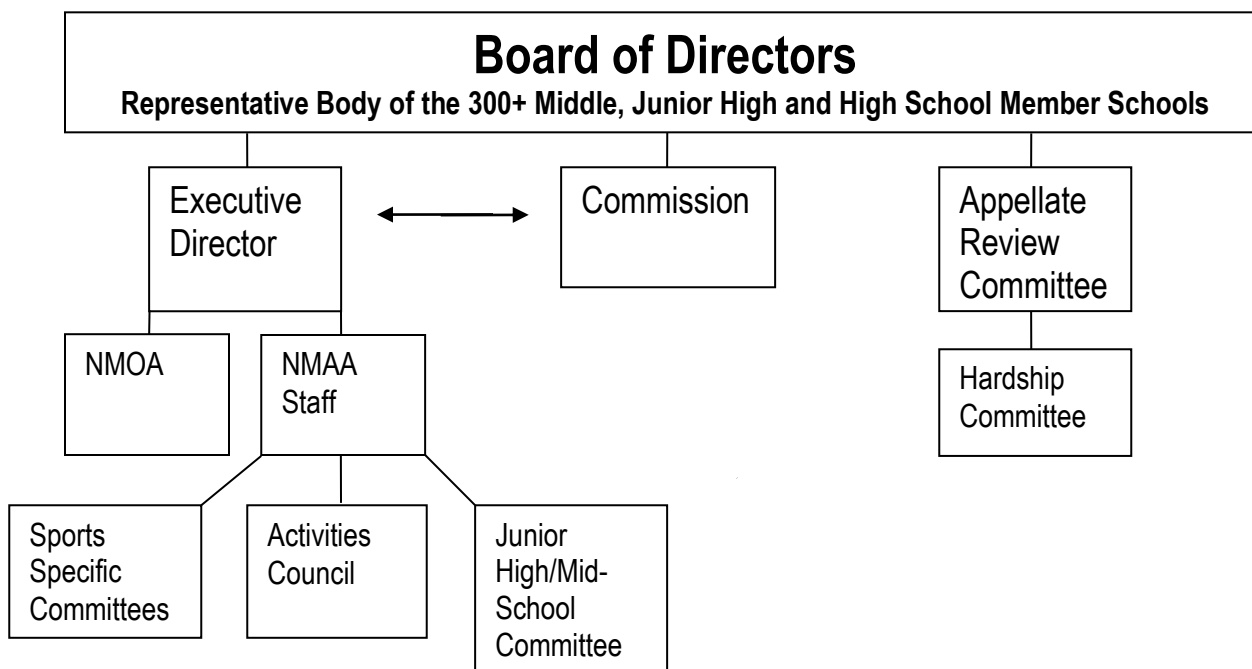 Board of Directors
Representative Body of the 300+ Middle, Junior High and High School Member Schools
Executive
Director
Commission
Appellate
Review
Committee
NMOA
NMAA
Staff
Hardship
Committee
Sports
Specific
Committees
Activities
Council
Junior
High/Mid-
School
Committee